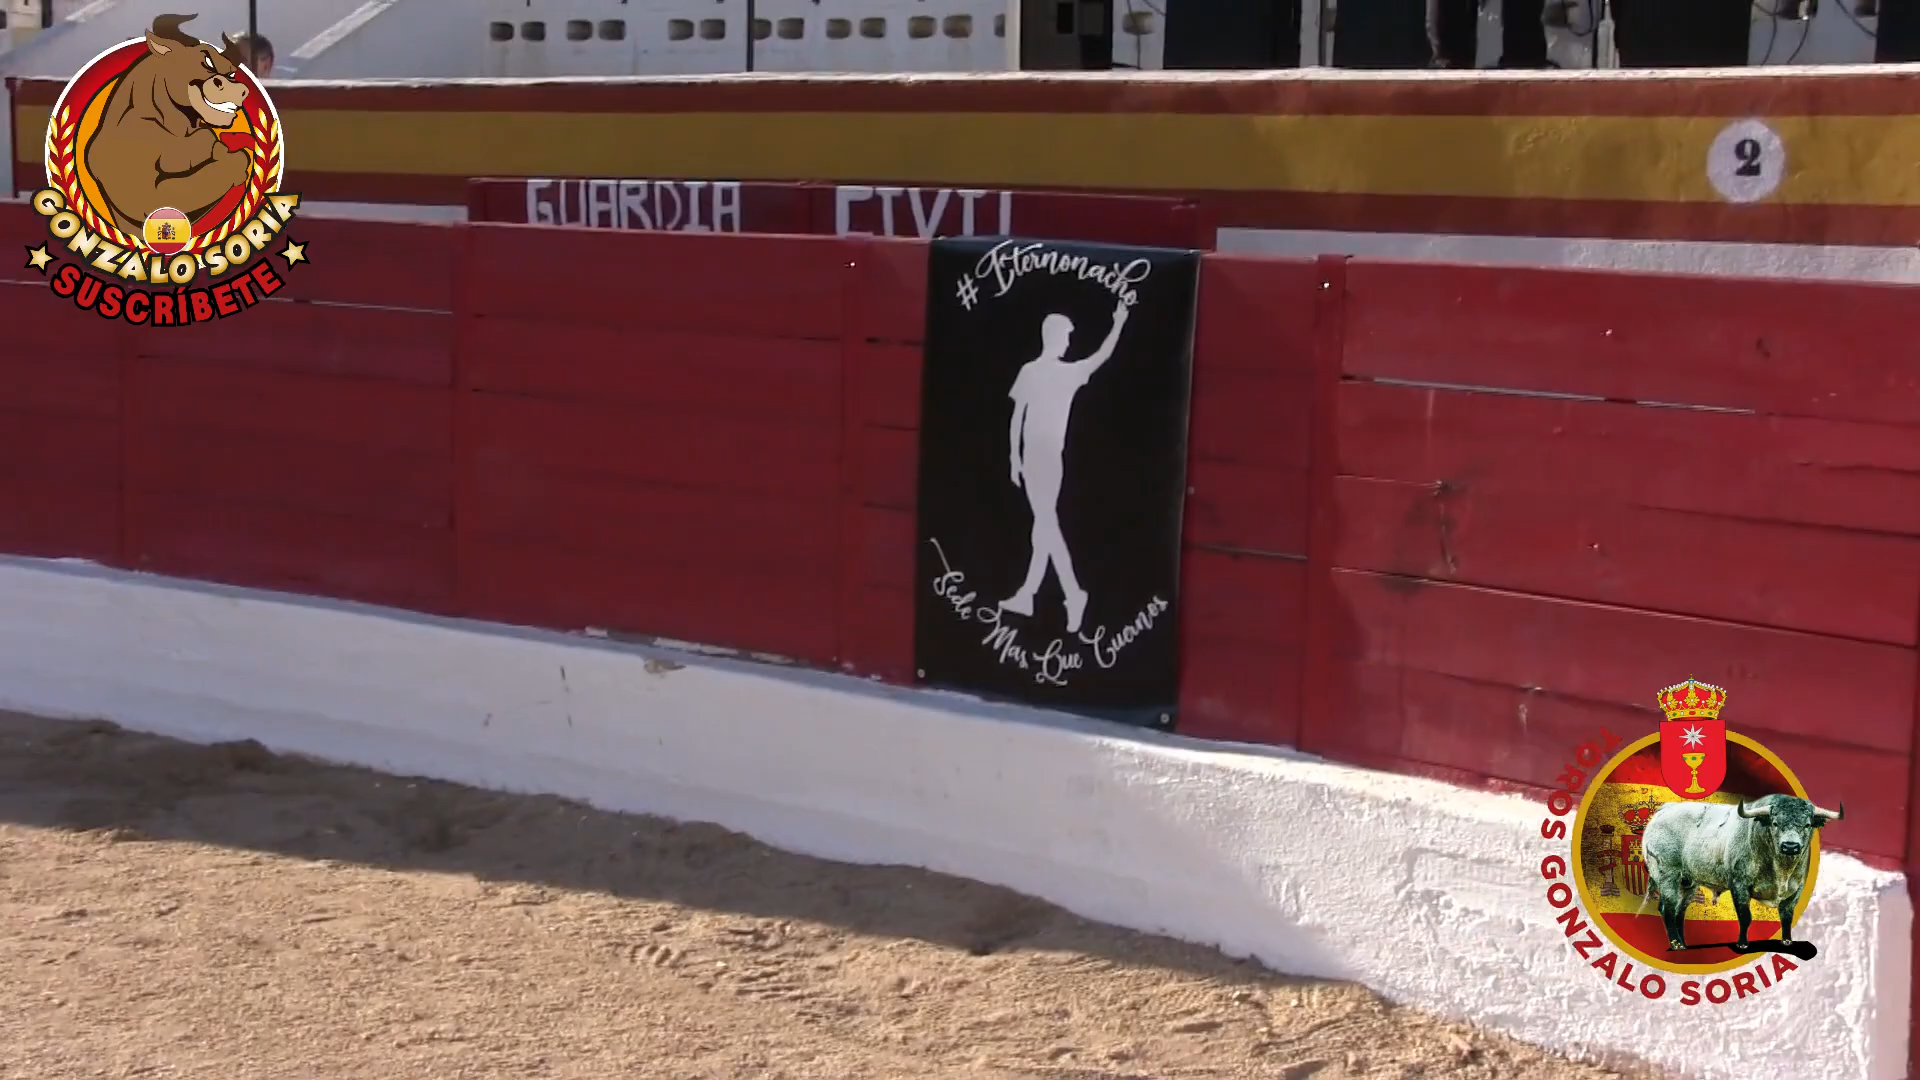 GONZALO SORIA
SUSCRÍBETE
GUARDIA CIVIL
2
#Eternonacho
Sede Mas Que Cuernos
TOROS GONZALO SORIA